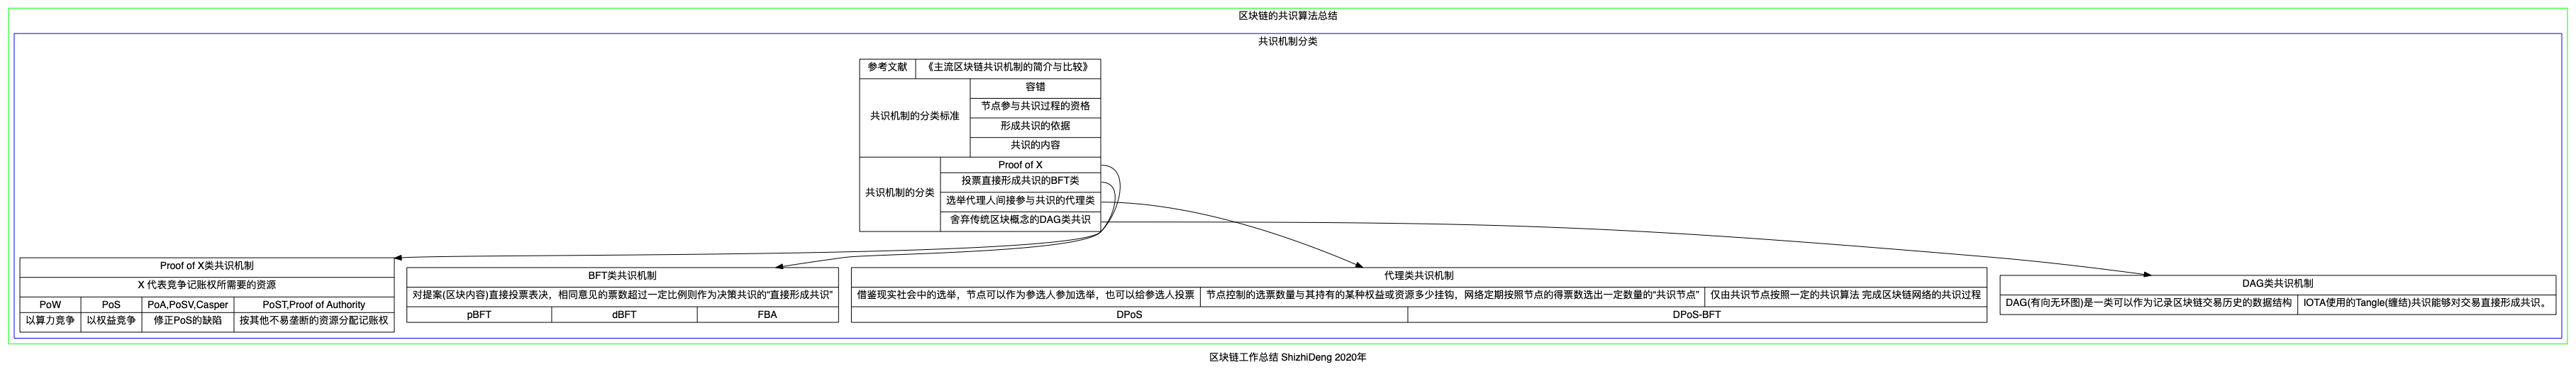 区块链的共识算法总结
共识机制分类
参考文献 《主流区块链共识机制的简介与比较》
共识机制的分类标准
容错
节点参与共识过程的资格
形成共识的依据
共识的内容
共识机制的分类
Proof of X
投票直接形成共识的BFT类
选举代理人间接参与共识的代理类
舍弃传统区块概念的DAG类共识
Proof of X类共识机制
X 代表竞争记账权所需要的资源
PoW PoS PoA,PoSV,Casper PoST,Proof of Authority
以算力竞争 以权益竞争 修正PoS的缺陷 按其他不易垄断的资源分配记账权
BFT类共识机制
对提案(区块内容)直接投票表决，相同意见的票数超过一定比例则作为决策共识的“直接形成共识”
pBFT dBFT FBA
代理类共识机制
借鉴现实社会中的选举，节点可以作为参选人参加选举，也可以给参选人投票 节点控制的选票数量与其持有的某种权益或资源多少挂钩，网络定期按照节点的得票数选出一定数量的“共识节点” 仅由共识节点按照一定的共识算法 完成区块链网络的共识过程
DPoS DPoS-BFT
DAG类共识机制
DAG(有向无环图)是一类可以作为记录区块链交易历史的数据结构 IOTA使用的Tangle(缠结)共识能够对交易直接形成共识。
区块链工作总结 ShizhiDeng 2020年